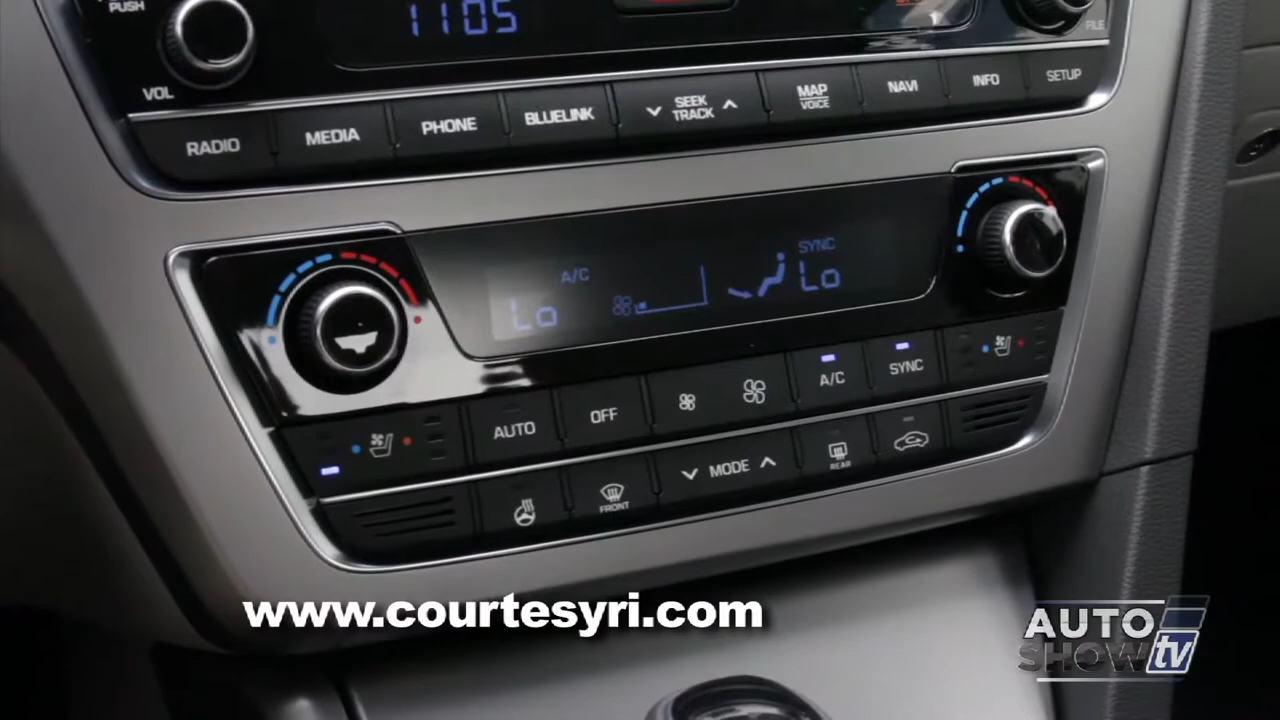 PUSH
1105
VOL
FILE
RADIO
MEDIA
PHONE
BLUELINK
SEEK
TRACK
MAP
VOICE
NAVI
INFO
SETUP
A/C
SYNC
Lo
Lo
AUTO
OFF
A/C
SYNC
FRONT
MODE
REAR
www.courtesyri.com
AUTO
SHOW tv